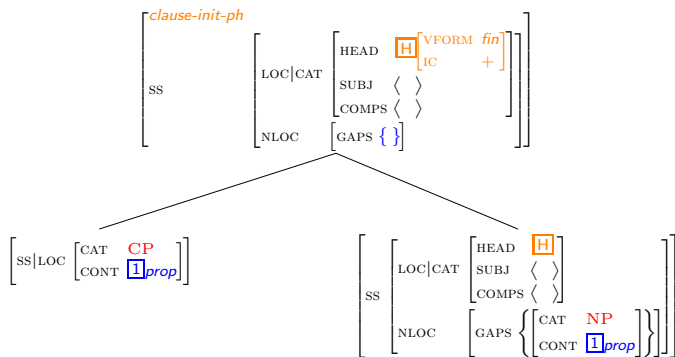 clause-init-ph
HEAD H VFORM fin
IC +
SS LOC|CAT SUBJ ⟨ ⟩
COMPS ⟨ ⟩
NLOC [GAPS { }]
SS|LOC CAT CP
CONT 1 prop
HEAD H
LOC|CAT SUBJ ⟨ ⟩
COMPS ⟨ ⟩
SS
CAT NP
NLOC GAPS
CONT 1 prop